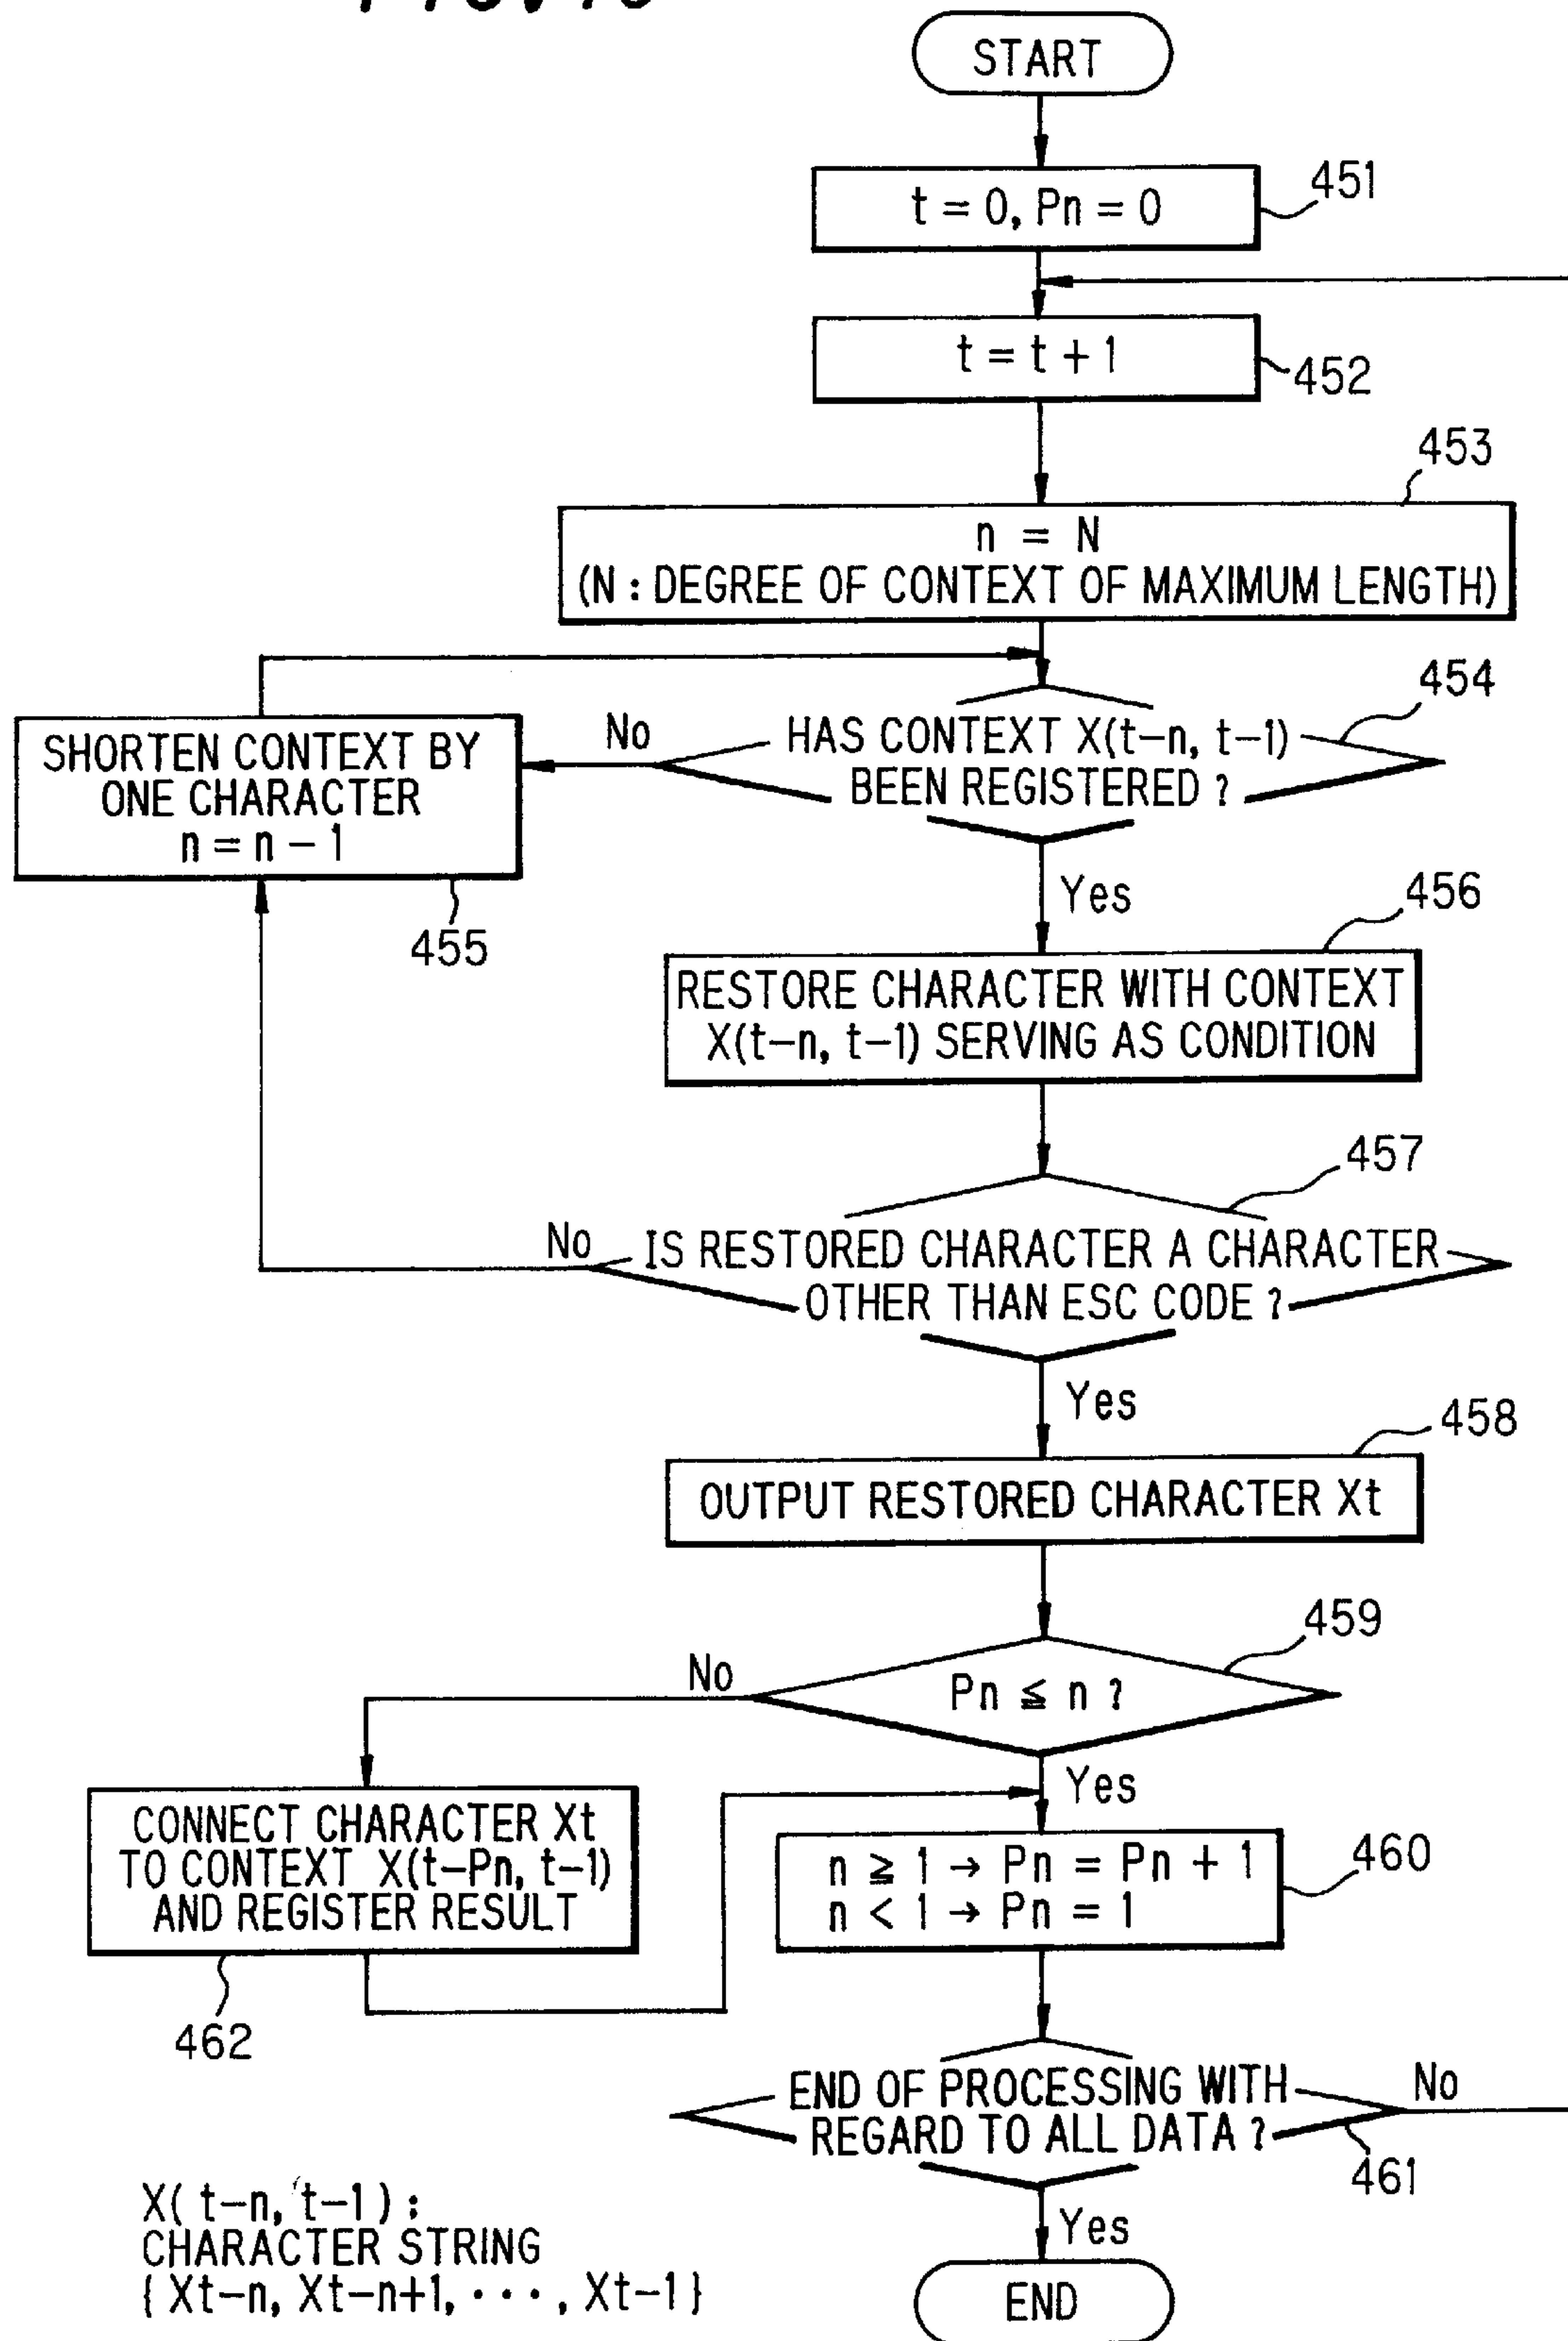 START
t = 0, Pn = 0
451
t = t + 1
452
453
n = N
(N : DEGREE OF CONTEXT OF MAXIMUM LENGTH)
454
HAS CONTEXT X(t-n, t-1)
BEEN REGISTERED ?
No
SHORTEN CONTEXT BY
ONE CHARACTER
n = n - 1
455
Yes
456
RESTORE CHARACTER WITH CONTEXT
X(t-n, t-1) SERVING AS CONDITION
457
No
IS RESTORED CHARACTER A CHARACTER
OTHER THAN ESC CODE ?
Yes
458
OUTPUT RESTORED CHARACTER Xt
459
No
Pn ≦ n ?
Yes
CONNECT CHARACTER Xt
TO CONTEXT X(t-Pn, t-1)
AND REGISTER RESULT
462
n ≧ 1 → Pn = Pn + 1
n < 1 → Pn = 1
460
END OF PROCESSING WITH
REGARD TO ALL DATA ?
No
461
Yes
END
X( t-n, t-1 ) :
CHARACTER STRING
{ Xt-n, Xt-n+1, · · · , Xt-1 }